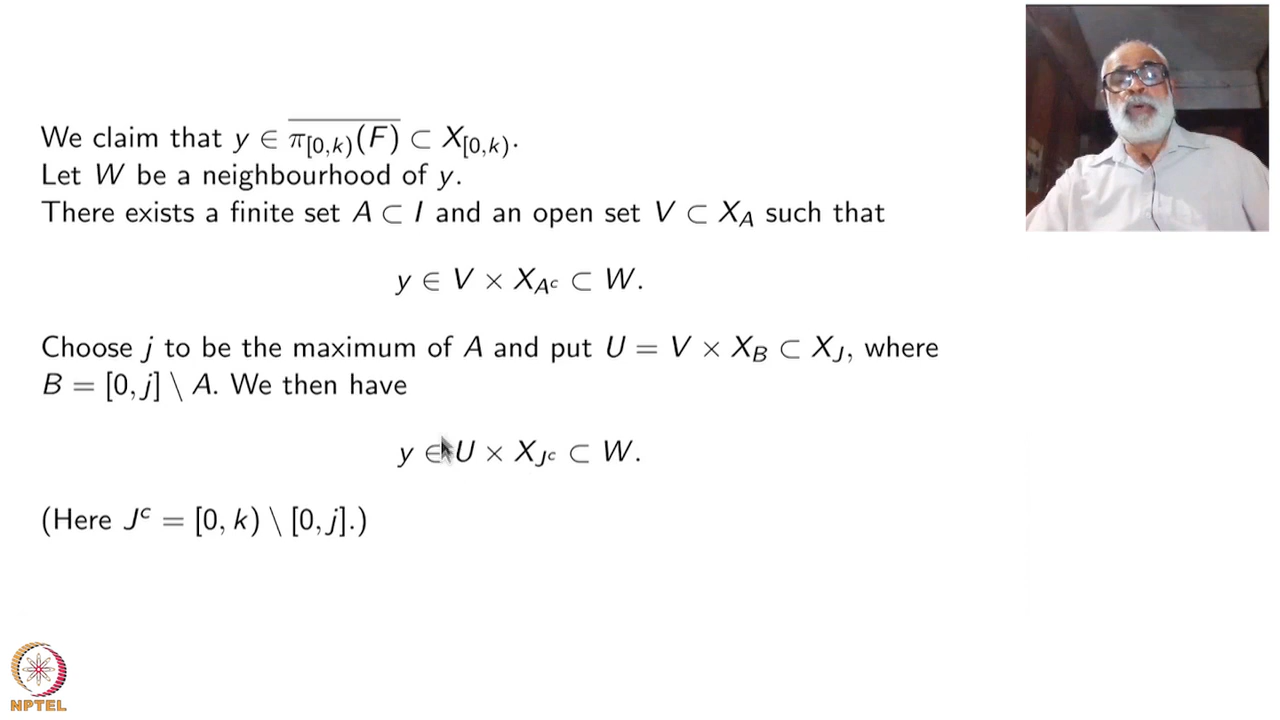 We claim that y ∈ \overline{π_{[0,k)}(F)} ⊂ X_{[0,k)}.
Let W be a neighbourhood of y.
There exists a finite set A ⊂ I and an open set V ⊂ X_A such that
y ∈ V × X_{A^c} ⊂ W.
Choose j to be the maximum of A and put U = V × X_B ⊂ X_J, where
B = [0, j] \ A. We then have
y ∈ U × X_{J^c} ⊂ W.
(Here J^c = [0, k) \ [0, j].)
NPTEL